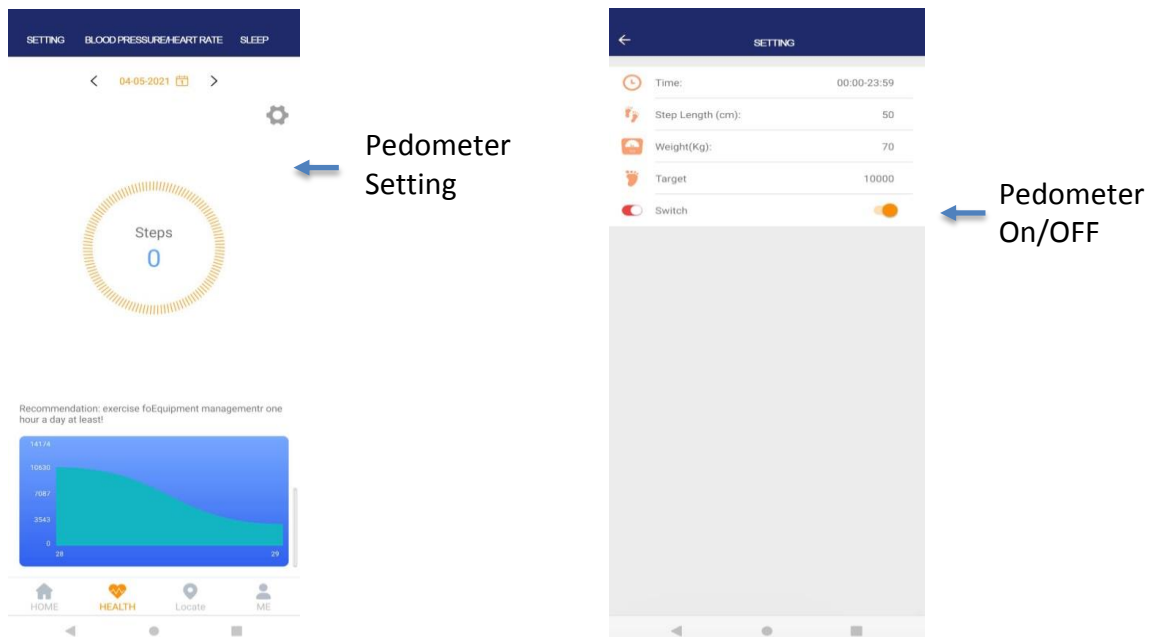 SETTING BLOOD PRESSURE/HEART RATE SLEEP
04-05-2021
Steps
0
Recommendation: exercise foEquipment managementr one
hour a day at least!
14174
10630
7087
3543
0
28 29
HOME HEALTH Locate ME
Pedometer
Setting
SETTING
Time: 00:00-23:59
Step Length (cm): 50
Weight(Kg): 70
Target 10000
Switch
Pedometer
On/OFF